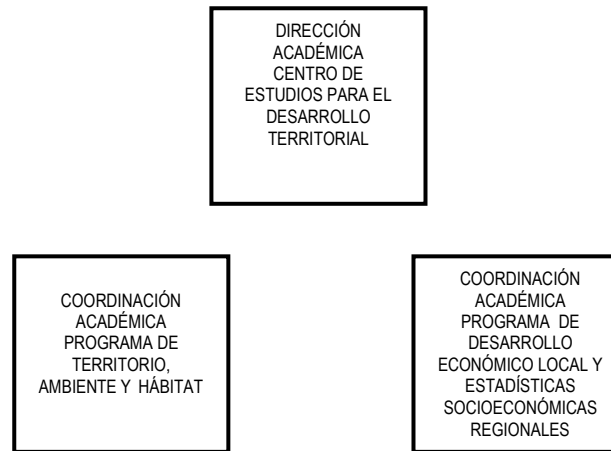 DIRECCIÓN
ACADÉMICA
CENTRO DE
ESTUDIOS PARA EL
DESARROLLO
TERRITORIAL
COORDINACIÓN
ACADÉMICA
PROGRAMA DE
TERRITORIO,
AMBIENTE Y HÁBITAT
COORDINACIÓN
ACADÉMICA
PROGRAMA DE
DESARROLLO
ECONÓMICO LOCAL Y
ESTADÍSTICAS
SOCIOECONÓMICAS
REGIONALES